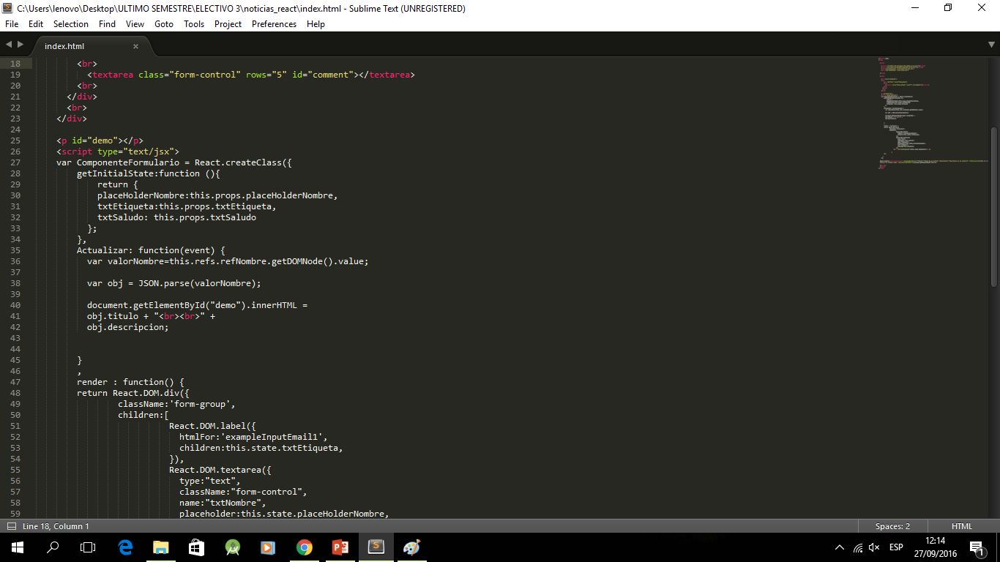 C:\Users\lenovo\Desktop\ULTIMO SEMESTRE\ELECTIVO 3\noticias_react\index.html - Sublime Text (UNREGISTERED)
File Edit Selection Find View Goto Tools Project Preferences Help
index.html ×
18 <br>
19 <textarea class="form-control" rows="5" id="comment"></textarea>
20 <br>
21 </div>
22 <br>
23 </div>
24
25 <p id="demo"></p>
26 <script type="text/jsx">
27 var ComponenteFormulario = React.createClass({
28 getInitialState:function (){
29 return {
30 placeHolderNombre:this.props.placeHolderNombre,
31 txtEtiqueta:this.props.txtEtiqueta,
32 txtSaludo: this.props.txtSaludo
33 };
34 },
35 Actualizar: function(event) {
36 var valorNombre=this.refs.refNombre.getDOMNode().value;
37
38 var obj = JSON.parse(valorNombre);
39
40 document.getElementById("demo").innerHTML =
41 obj.titulo + "<br><br>" +
42 obj.descripcion;
43
44
45 }
46 ,
47 render : function() {
48 return React.DOM.div({
49 className:'form-group',
50 children:[
51 React.DOM.label({
52 htmlFor:'exampleInputEmail1',
53 children:this.state.txtEtiqueta,
54 }),
55 React.DOM.textarea({
56 type:"text",
57 className:"form-control",
58 name:"txtNombre",
59 placeholder:this.state.placeHolderNombre,
Line 18, Column 1 Spaces: 2 HTML
ESP 12:14
27/09/2016 1